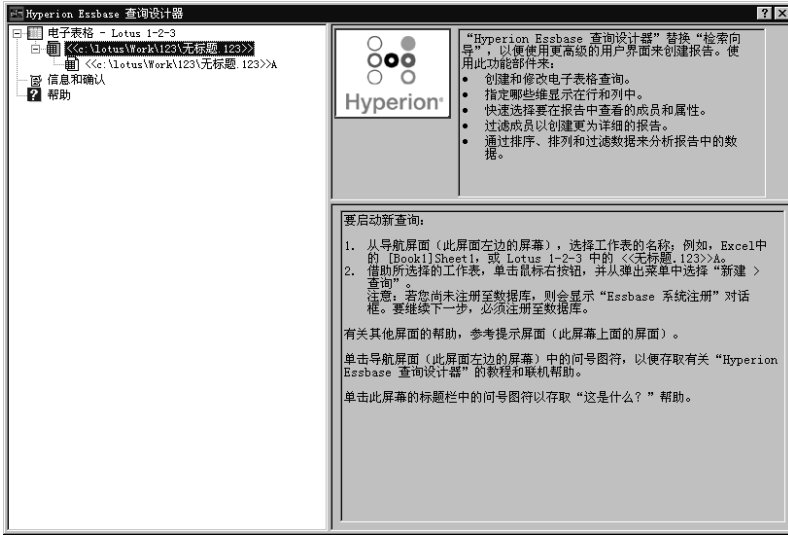 Hyperion Essbase 查询设计器
电子表格 - Lotus 1-2-3
<<c:\lotus\Work\123\无标题.123>>
<<c:\lotus\Work\123\无标题.123>>A
信息和确认
帮助
Hyperion
“Hyperion Essbase 查询设计器”替换“检索向
导”，以便使用更高级的用户界面来创建报告。使
用此功能部件来：
• 创建和修改电子表格查询。
• 指定哪些维显示在行和列中。
• 快速选择要在报告中查看的成员和属性。
• 过滤成员以创建更为详细的报告。
• 通过排序、排列和过滤数据来分析报告中的数
据。
要启动新查询：
1. 从导航屏面（此屏面左边的屏幕），选择工作表的名称；例如，Excel中
的 [Book1]Sheet1，或 Lotus 1-2-3 中的 <<无标题.123>>A。
2. 借助所选择的工作表，单击鼠标右按钮，并从弹出菜单中选择“新建 >
查询”。
注意：若您尚未注册至数据库，则会显示“Essbase 系统注册”对话
框。要继续下一步，必须注册至数据库。
有关其他屏面的帮助，参考提示屏面（此屏幕上面的屏面）。
单击导航屏面（此屏面左边的屏幕）中的问号图符，以便存取有关“Hyperion
Essbase 查询设计器”的教程和联机帮助。
单击此屏幕的标题栏中的问号图符以存取“这是什么？”帮助。